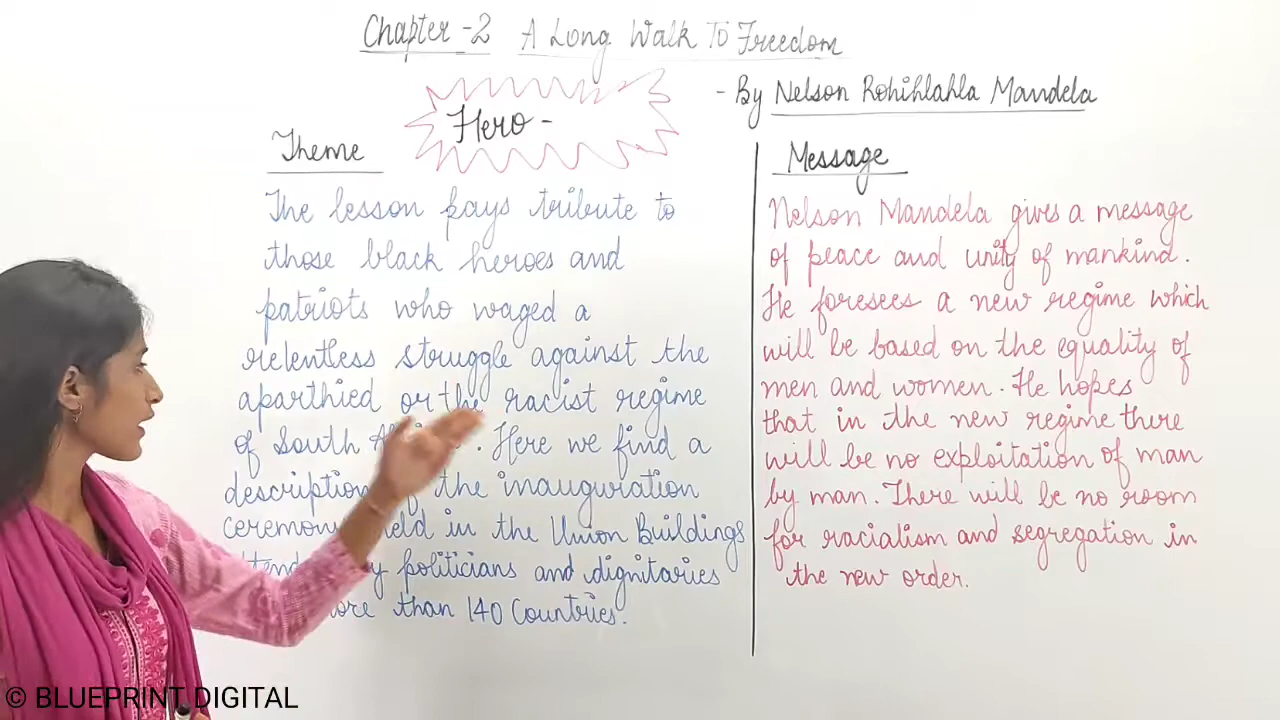 Chapter -2 A Long Walk To Freedom
- By Nelson Rohihlahla Mandela
Hero -
Theme
The lesson pays tribute to
those black heroes and
patriots who waged a
relentless struggle against the
aparthied or the racist regime
of South . Here we find a
description of the inauguration
ceremony held in the Union Buildings
by politicians and dignitaries
more than 140 Countries.
Message
Nelson Mandela gives a message
of peace and unity of mankind.
He foresees a new regime which
will be based on the equality of
men and women. He hopes
that in the new regime there
will be no exploitation of man
by man. There will be no room
for racialism and segregation in
the new order.
© BLUEPRINT DIGITAL